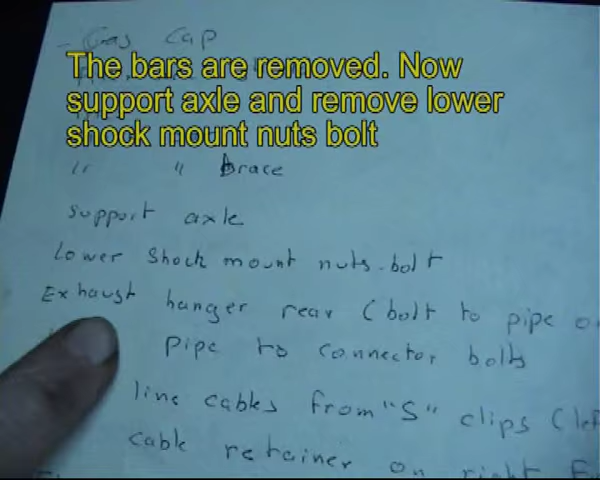 - Gas Cap
The bars are removed. Now
support axle and remove lower
shock mount nuts bolt
" " brace
support axle
lower shock mount nuts.bolt
Exhaust hanger rear (bolt to pipe
pipe to connector bolts
line cables from "S" clips (
cable retainer on right